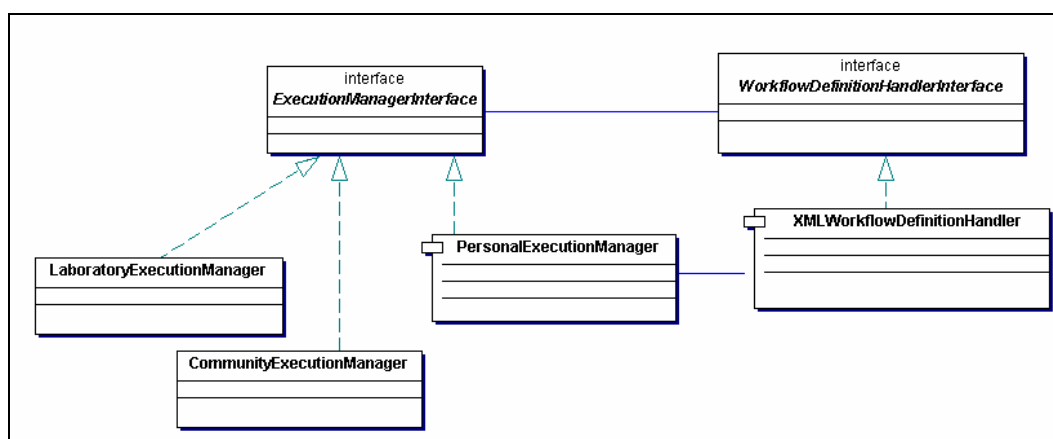 interface
ExecutionManagerInterface
interface
WorkflowDefinitionHandlerInterface
XMLWorkflowDefinitionHandler
PersonalExecutionManager
LaboratoryExecutionManager
CommunityExecutionManager